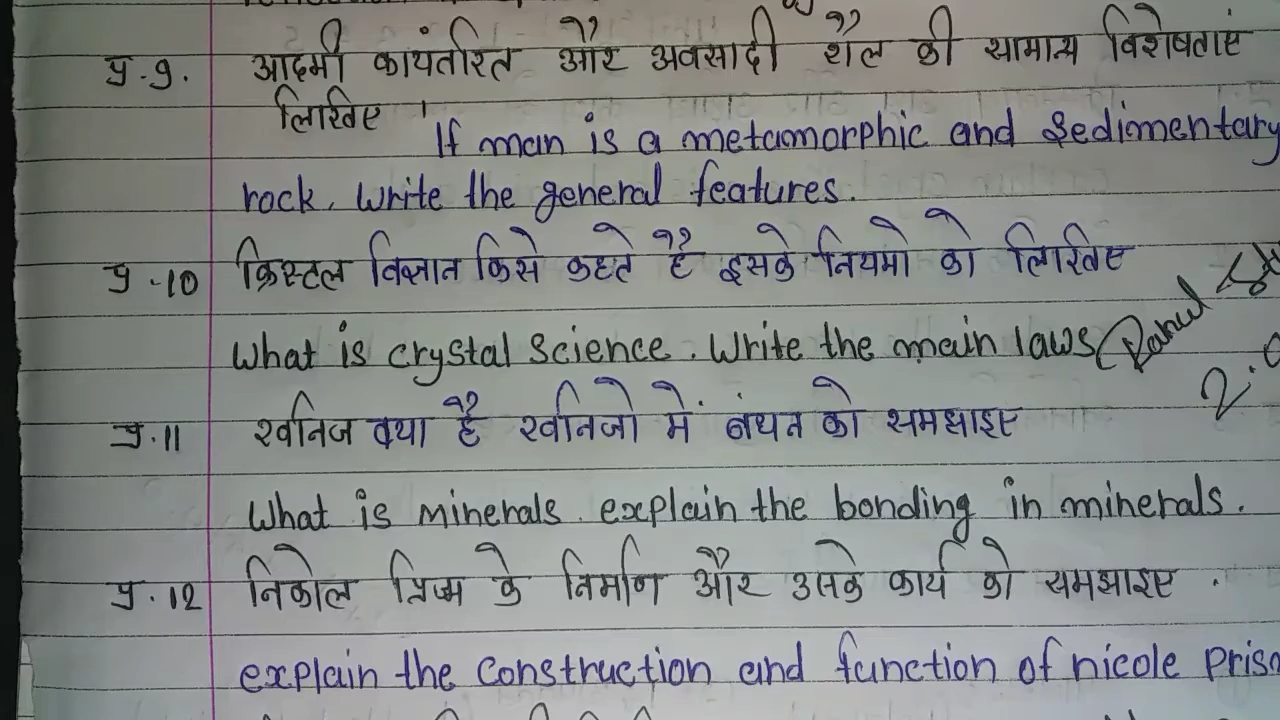 प्र.9. आदमी कायंतरित और अवसादी शैल की सामान्य विशेषताएं
लिखिए ।
If man is a metamorphic and sedimentary
rock, Write the general features.
प्र.10 क्रिस्टल विज्ञान किसे कहते है इसके नियमो को लिखिए
What is crystal science. Write the main laws
प्र.11 खनिज क्या है खनिजो में बंधन को समझाइए
What is minerals. explain the bonding in minerals.
प्र.12 निकोल प्रिज्म के निर्माण और उसके कार्य को समझाइए .
explain the construction and function of nicole